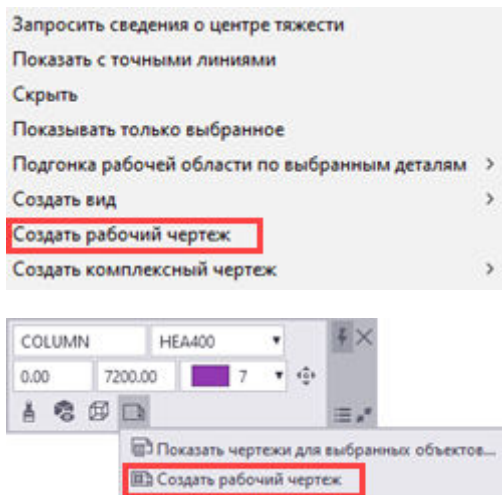 Запросить сведения о центре тяжести
Показать с точными линиями
Скрыть
Показывать только выбранное
Подгонка рабочей области по выбранным деталям
Создать вид
Создать рабочий чертеж
Создать комплексный чертеж
COLUMN HEA400
0.00 7200.00 7
Показать чертежи для выбранных объектов...
Создать рабочий чертеж